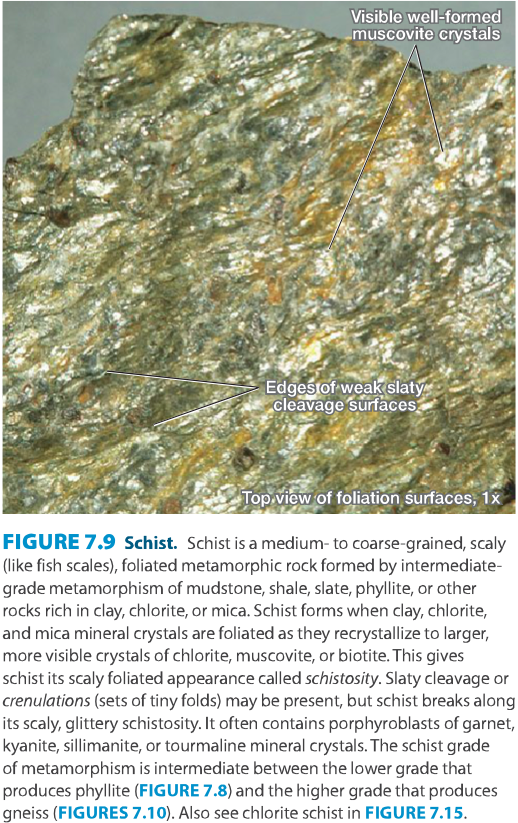 Visible well-formed
muscovite crystals
Edges of weak slaty
cleavage surfaces
Top view of foliation surfaces, 1x
FIGURE 7.9 Schist. Schist is a medium- to coarse-grained, scaly
(like fish scales), foliated metamorphic rock formed by intermediate-
grade metamorphism of mudstone, shale, slate, phyllite, or other
rocks rich in clay, chlorite, or mica. Schist forms when clay, chlorite,
and mica mineral crystals are foliated as they recrystallize to larger,
more visible crystals of chlorite, muscovite, or biotite. This gives
schist its scaly foliated appearance called schistosity. Slaty cleavage or
crenulations (sets of tiny folds) may be present, but schist breaks along
its scaly, glittery schistosity. It often contains porphyroblasts of garnet,
kyanite, sillimanite, or tourmaline mineral crystals. The schist grade
of metamorphism is intermediate between the lower grade that
produces phyllite (FIGURE 7.8) and the higher grade that produces
gneiss (FIGURES 7.10). Also see chlorite schist in FIGURE 7.15.